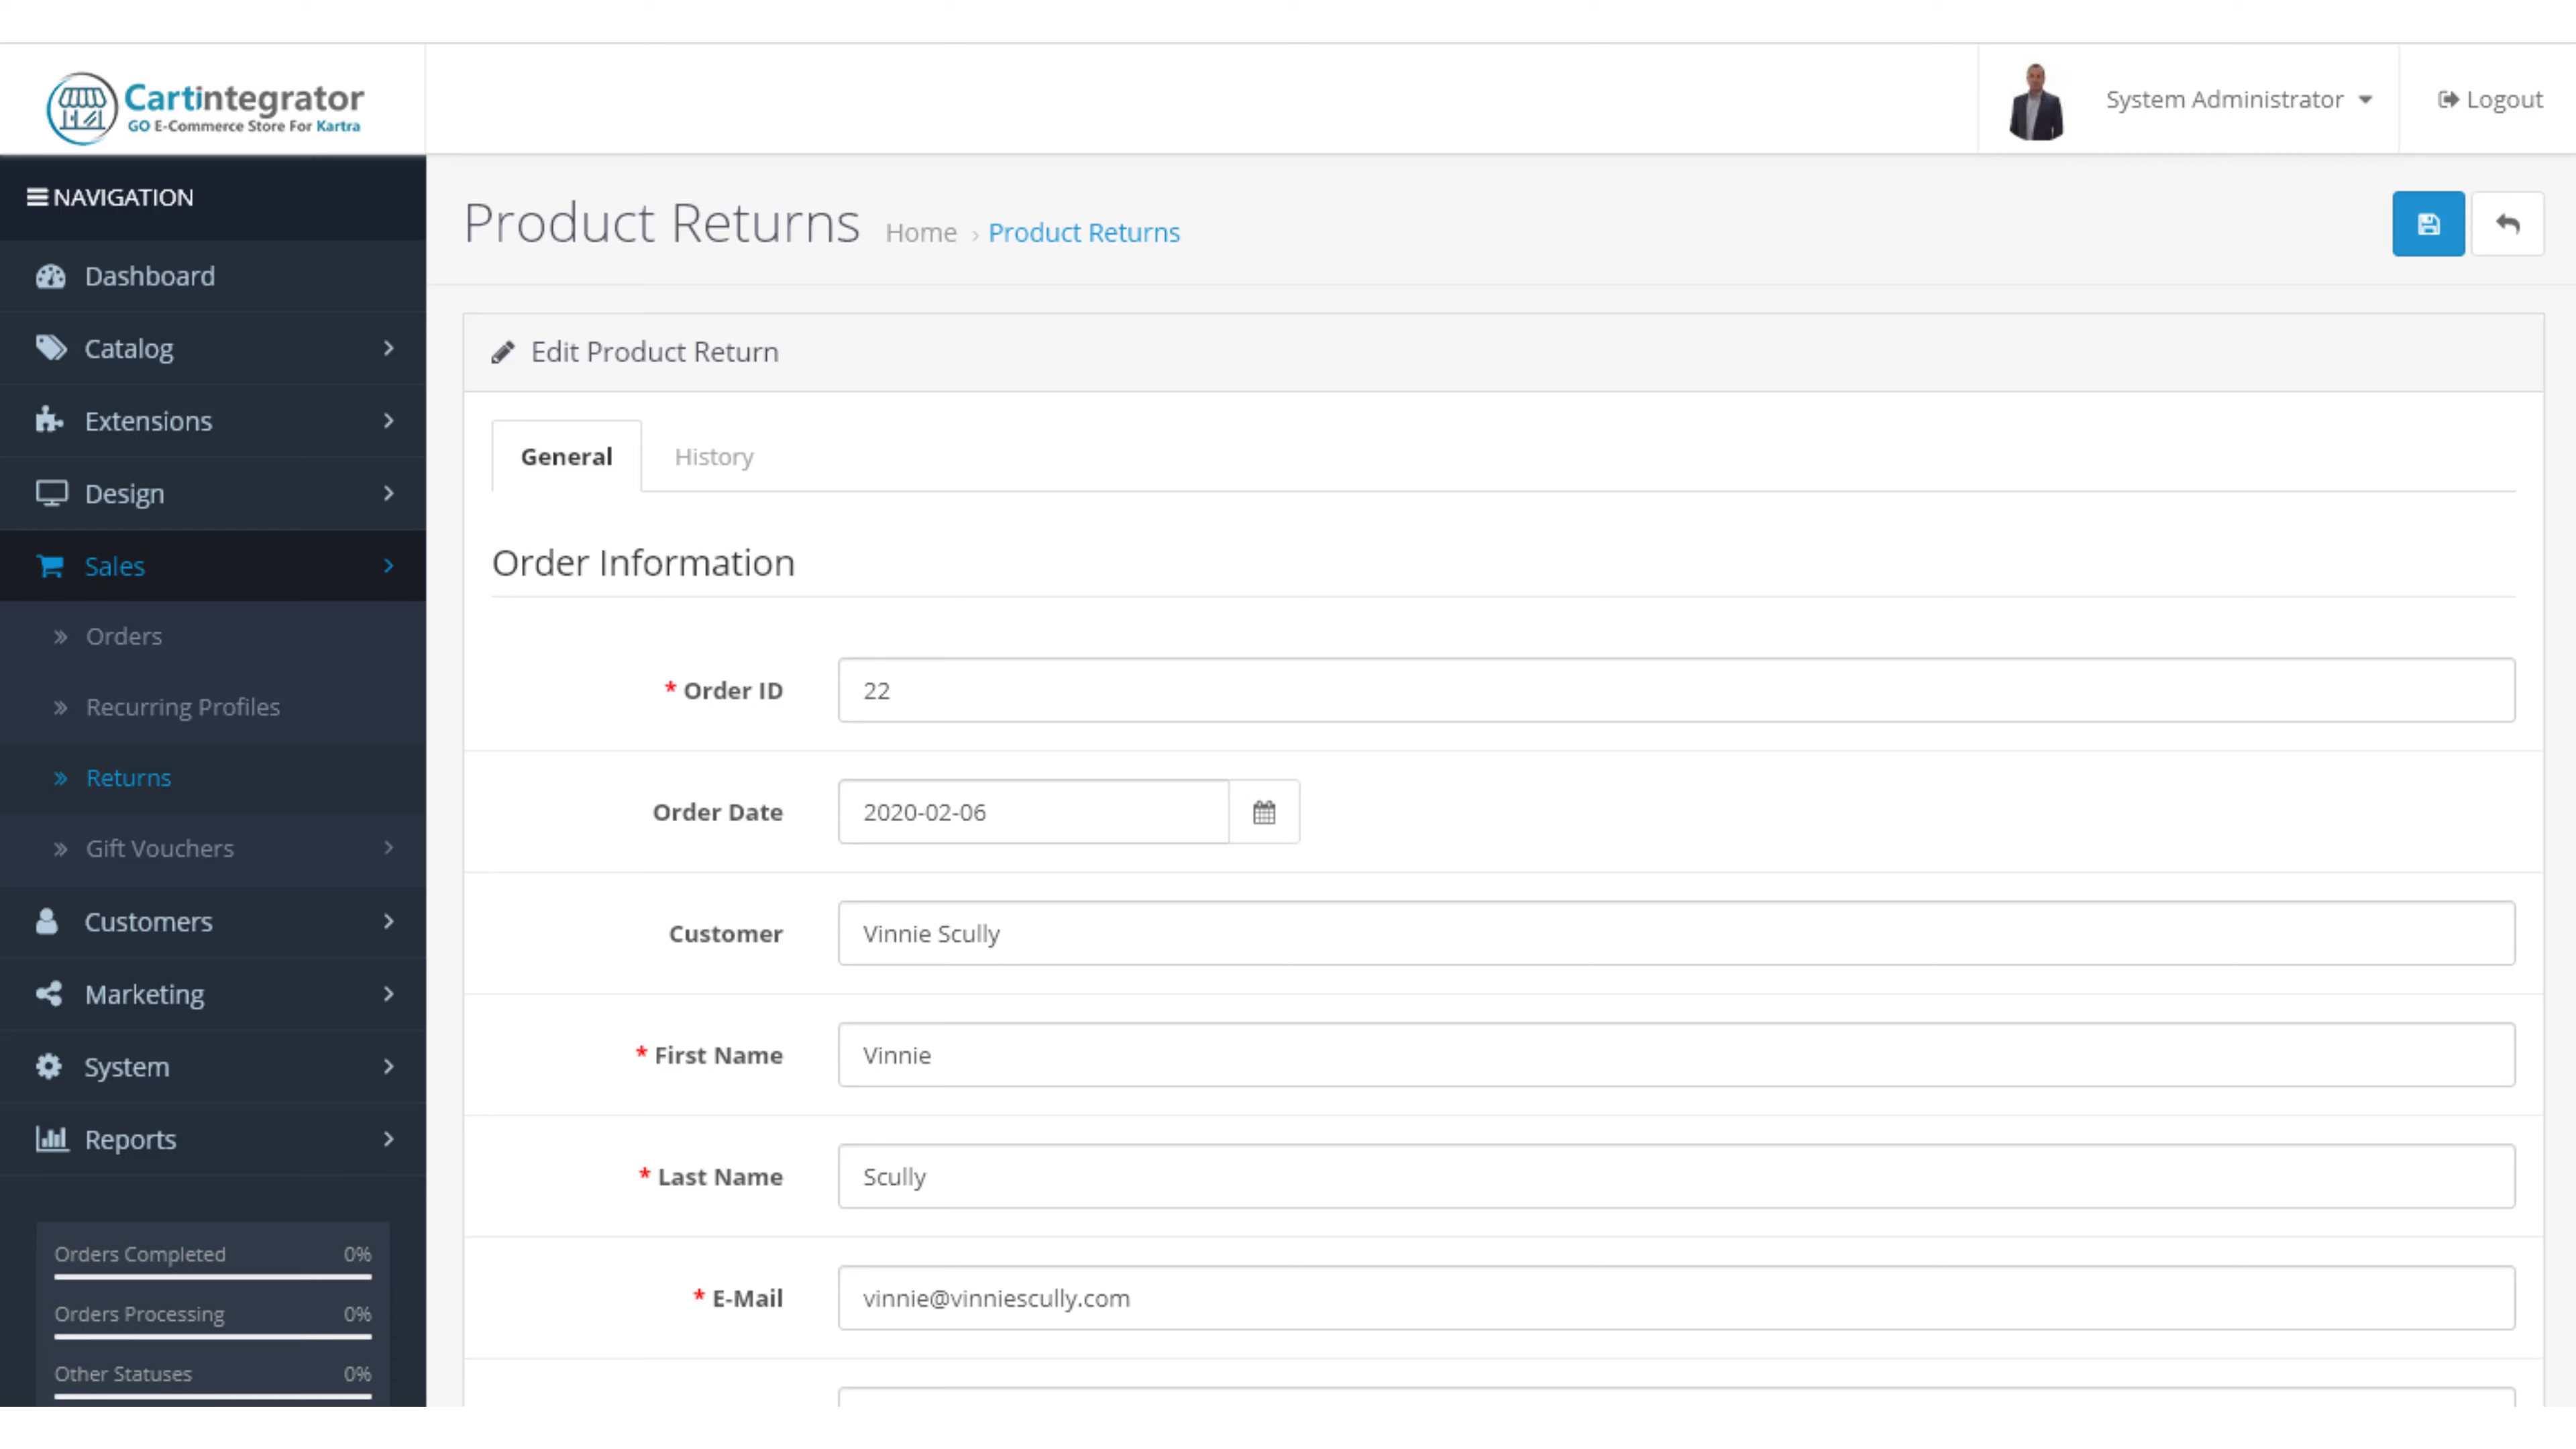 Cartintegrator
GO E-Commerce Store For Kartra
System Administrator
Logout
NAVIGATION
Dashboard
Catalog
Extensions
Design
Sales
Orders
Recurring Profiles
Returns
Gift Vouchers
Customers
Marketing
System
Reports
Orders Completed 0%
Orders Processing 0%
Other Statuses 0%
Product Returns Home › Product Returns
Edit Product Return
General History
Order Information
* Order ID 22
Order Date 2020-02-06
Customer Vinnie Scully
* First Name Vinnie
* Last Name Scully
* E-Mail vinnie@vinniescully.com